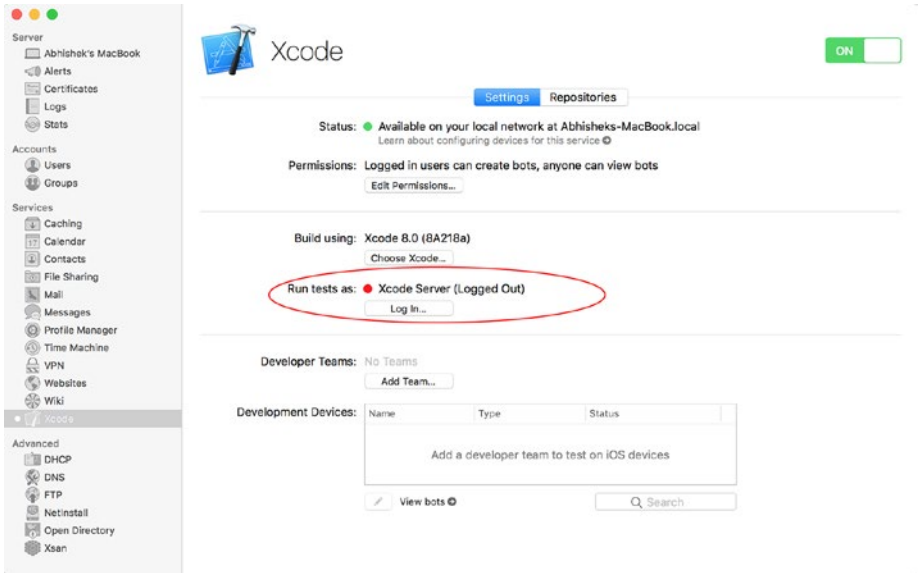 Server
Abhishek's MacBook
Alerts
Certificates
Logs
Stats
Accounts
Users
Groups
Services
Caching
17 Calendar
Contacts
File Sharing
Mail
Messages
Profile Manager
Time Machine
VPN
Websites
Wiki
Xcode
Advanced
DHCP
DNS
FTP
NetInstall
Open Directory
Xsan
Xcode
ON
Settings Repositories
Status: Available on your local network at Abhisheks-MacBook.local
Learn about configuring devices for this service
Permissions: Logged in users can create bots, anyone can view bots
Edit Permissions...
Build using: Xcode 8.0 (8A218a)
Choose Xcode...
Run tests as: Xcode Server (Logged Out)
Log In...
Developer Teams: No Teams
Add Team...
Development Devices: Name Type Status
Add a developer team to test on iOS devices
View bots Search